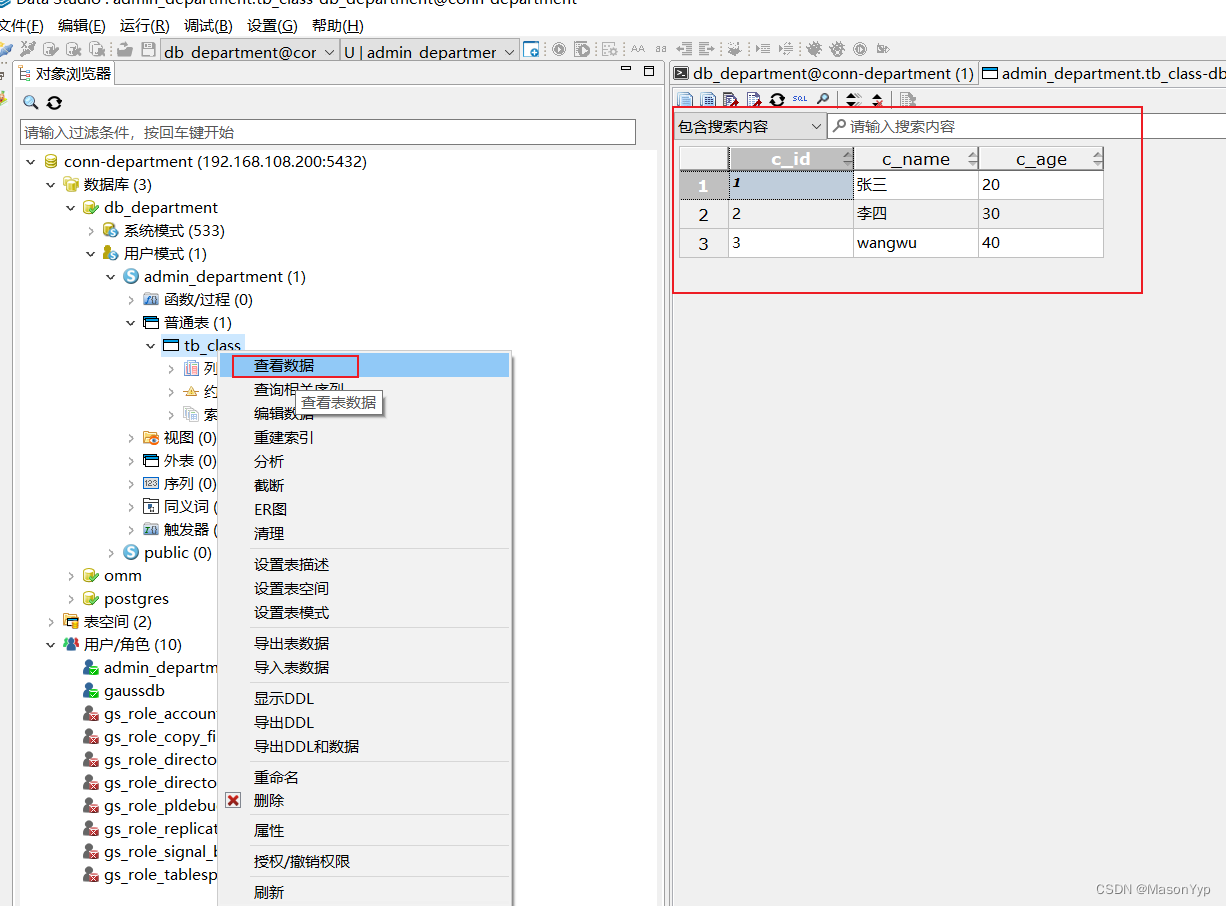 Data Studio : admin_department.tb_class-db_department@conn-department
文件(F) 编辑(E) 运行(R) 调试(B) 设置(G) 帮助(H)
db_department@cor U | admin_departmer
对象浏览器
请输入过滤条件，按回车键开始
conn-department (192.168.108.200:5432)
数据库 (3)
db_department
系统模式 (533)
用户模式 (1)
admin_department (1)
函数/过程 (0)
普通表 (1)
tb_class
列
约
索
视图 (0)
外表 (0)
序列 (0)
同义词 (
触发器 (
public (0)
omm
postgres
表空间 (2)
用户/角色 (10)
admin_departm
gaussdb
gs_role_accoun
gs_role_copy_fi
gs_role_directo
gs_role_directo
gs_role_pldebu
gs_role_replicat
gs_role_signal_b
gs_role_tablesp
查看数据
查询相关序列
查看表数据
编辑数据
重建索引
分析
截断
ER图
清理
设置表描述
设置表空间
设置表模式
导出表数据
导入表数据
显示DDL
导出DDL
导出DDL和数据
重命名
删除
属性
授权/撤销权限
刷新
db_department@conn-department (1) admin_department.tb_class-db
SQL
包含搜索内容 请输入搜索内容
c_id c_name c_age
1 1 张三 20
2 2 李四 30
3 3 wangwu 40
CSDN @MasonYyp